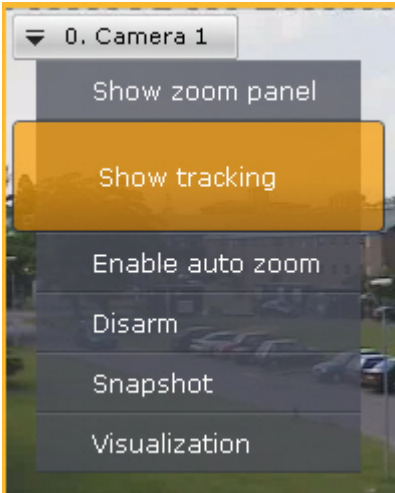 0. Camera 1
Show zoom panel
Show tracking
Enable auto zoom
Disarm
Snapshot
Visualization